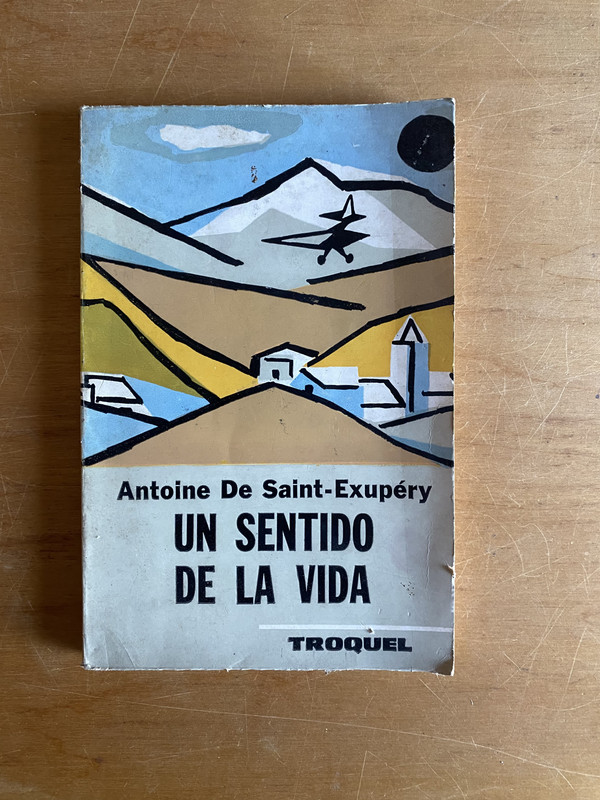 Antoine De Saint-Exupéry
UN SENTIDO
DE LA VIDA
TROQUEL